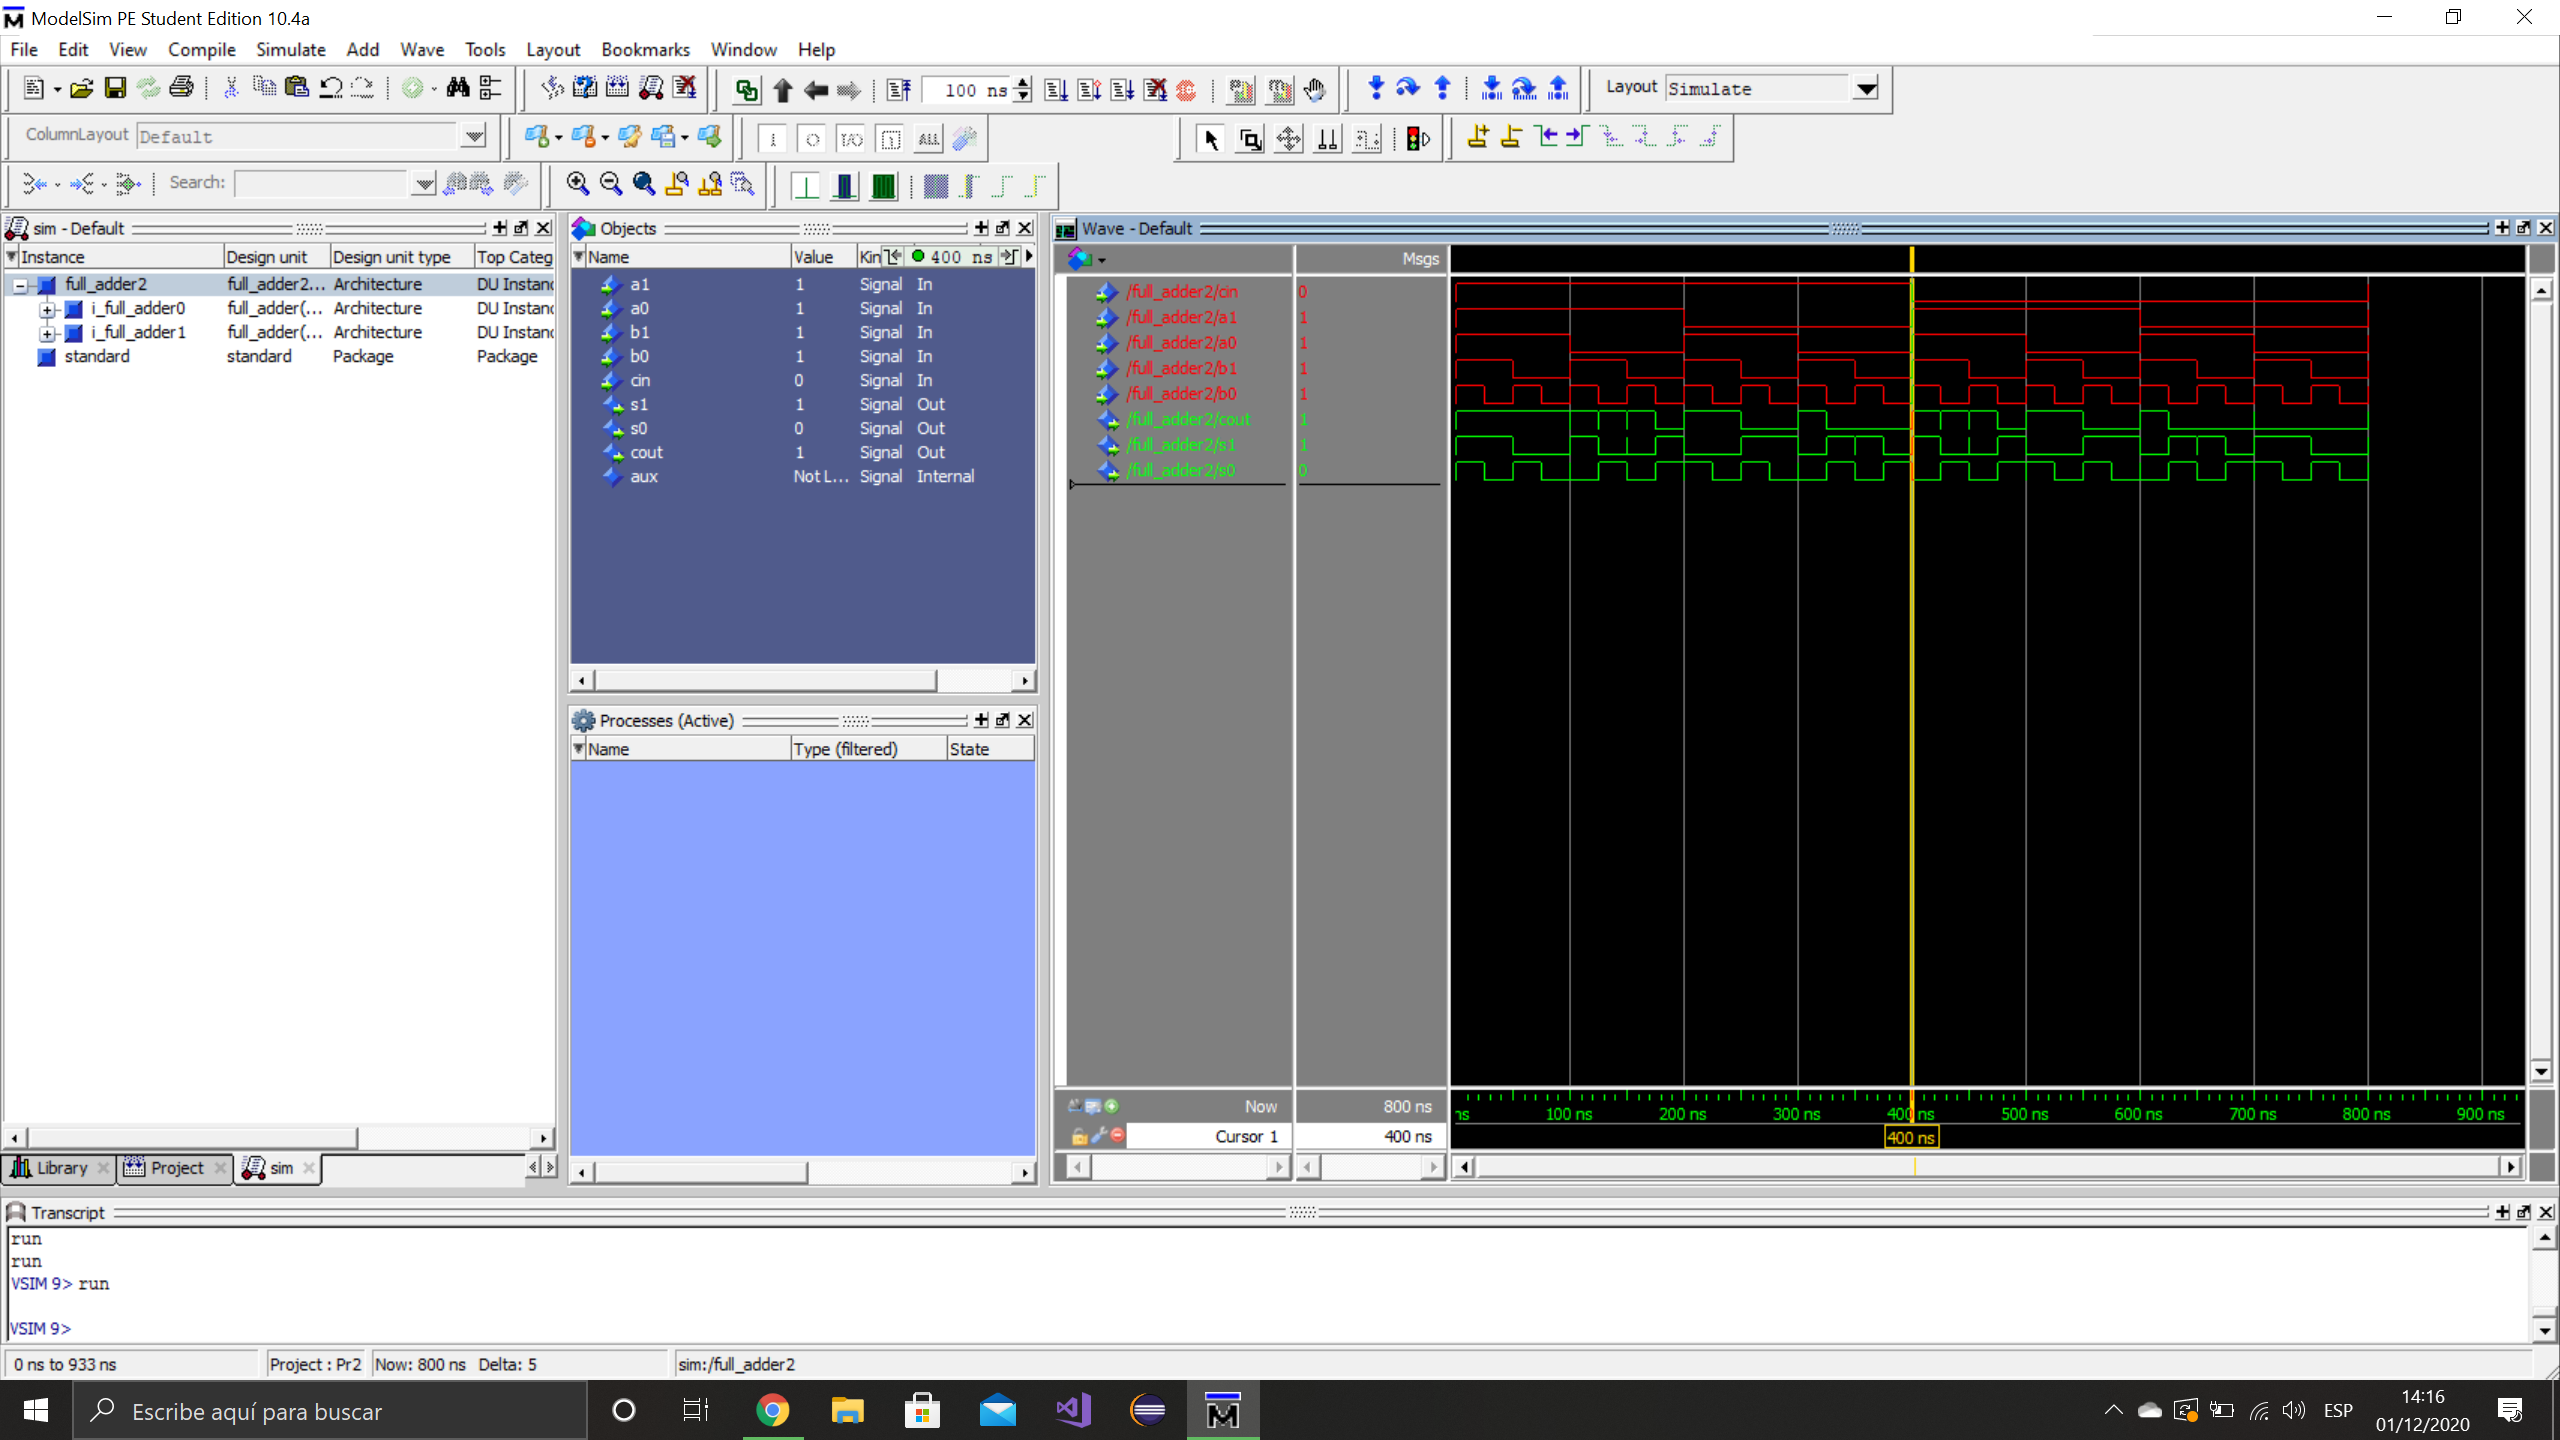 ModelSim PE Student Edition 10.4a
File Edit View Compile Simulate Add Wave Tools Layout Bookmarks Window Help
100 ns
Layout Simulate
ColumnLayout Default
I/O ALL
Search:
sim - Default
Instance Design unit Design unit type Top Categ
full_adder2 full_adder2... Architecture DU Instanc
i_full_adder0 full_adder(... Architecture DU Instanc
i_full_adder1 full_adder(... Architecture DU Instanc
standard standard Package Package
Objects
Name Value Kin 400 ns
a1 1 Signal In
a0 1 Signal In
b1 1 Signal In
b0 1 Signal In
cin 0 Signal In
s1 1 Signal Out
s0 0 Signal Out
cout 1 Signal Out
aux Not L... Signal Internal
Processes (Active)
Name Type (filtered) State
Wave - Default
Msgs
/full_adder2/cin 0
/full_adder2/a1 1
/full_adder2/a0 1
/full_adder2/b1 1
/full_adder2/b0 1
/full_adder2/cout 1
/full_adder2/s1 1
/full_adder2/s0 0
Now 800 ns
ns 100 ns 200 ns 300 ns 400 ns 500 ns 600 ns 700 ns 800 ns 900 ns
Cursor 1 400 ns
400 ns
Library Project sim
Transcript
run
run
VSIM 9> run
VSIM 9>
0 ns to 933 ns Project : Pr2 Now: 800 ns Delta: 5 sim:/full_adder2
Escribe aquí para buscar
ESP
14:16
01/12/2020